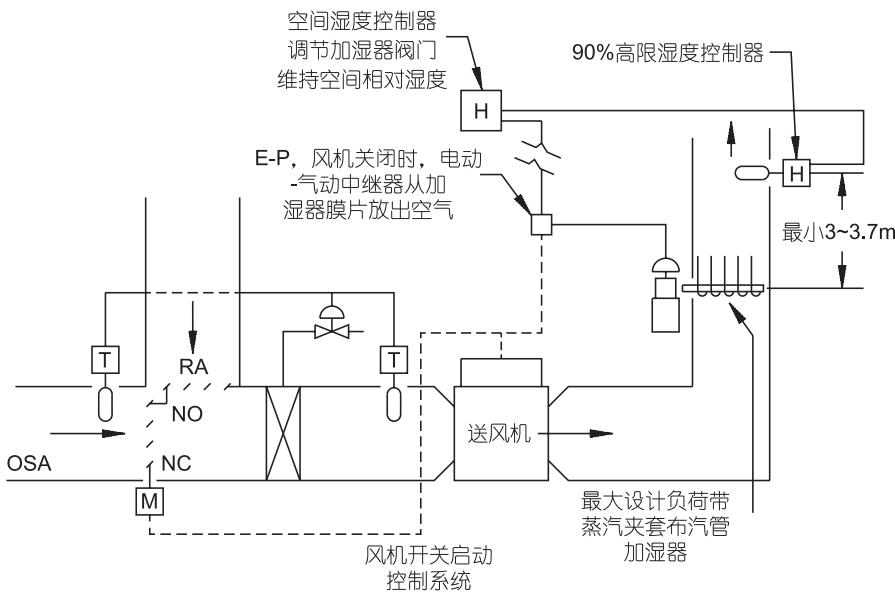 空间湿度控制器
调节加湿器阀门
维持空间相对湿度
90%高限湿度控制器
H
E-P，风机关闭时，电动
-气动中继器从加
湿器膜片放出空气
H
最小3~3.7m
T
T
RA
NO
送风机
OSA
NC
M
最大设计负荷带
蒸汽夹套布汽管
加湿器
风机开关启动
控制系统